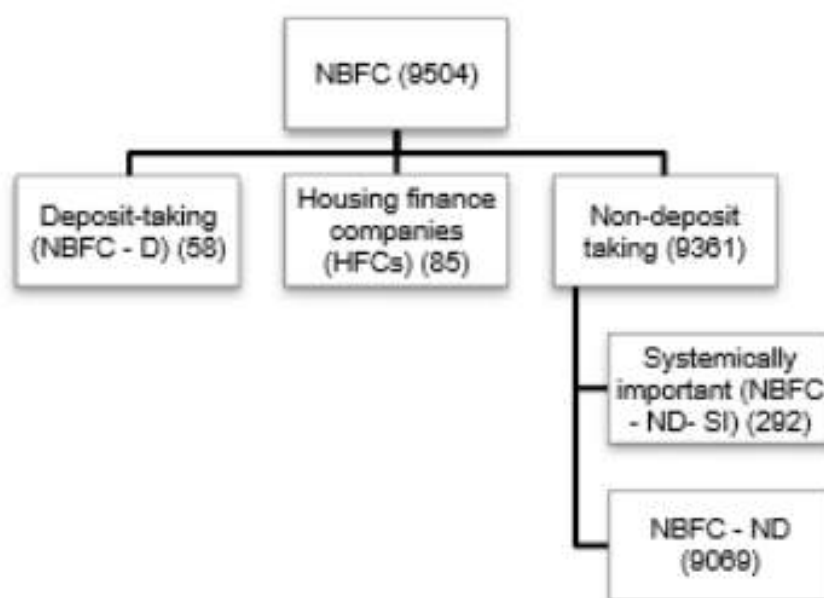 NBFC (9504)
Deposit-taking
(NBFC - D) (58)
Housing finance
companies
(HFCs) (85)
Non-deposit
taking (9361)
Systemically
important (NBFC
- ND- SI) (292)
NBFC - ND
(9069)